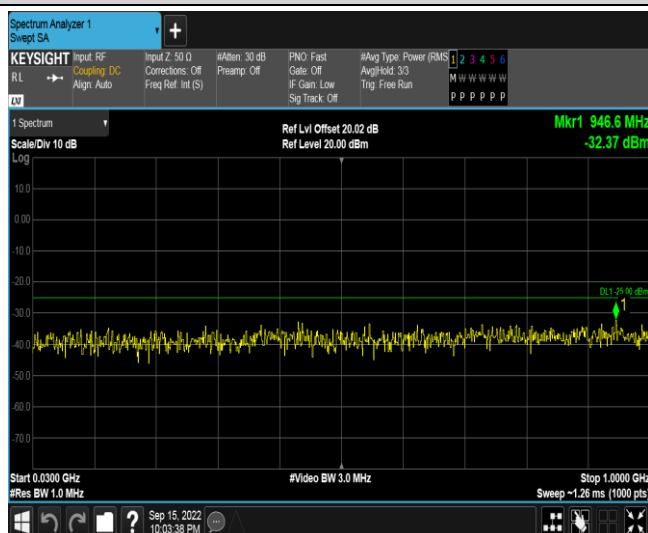 Spectrum Analyzer 1
Swept SA
+
KEYSIGHT
RL
LXI
Input: RF
Coupling: DC
Align: Auto
Input Z: 50 Ω
Corrections: Off
Freq Ref: Int (S)
#Atten: 30 dB
Preamp: Off
PNO: Fast
Gate: Off
IF Gain: Low
Sig Track: Off
#Avg Type: Power (RMS
Avg|Hold: 3/3
Trig: Free Run
1 2 3 4 5 6
M W W W W W
P P P P P P
1 Spectrum
Scale/Div 10 dB
Log
Ref Lvl Offset 20.02 dB
Ref Level 20.00 dBm
Mkr1 946.6 MHz
-32.37 dBm
10.0
0.00
-10.0
-20.0
-30.0
-40.0
-50.0
-60.0
-70.0
DL1 -25.00 dBm
1
Start 0.0300 GHz
#Res BW 1.0 MHz
#Video BW 3.0 MHz
Stop 1.0000 GHz
Sweep ~1.26 ms (1000 pts)
?
Sep 15, 2022
10:03:38 PM